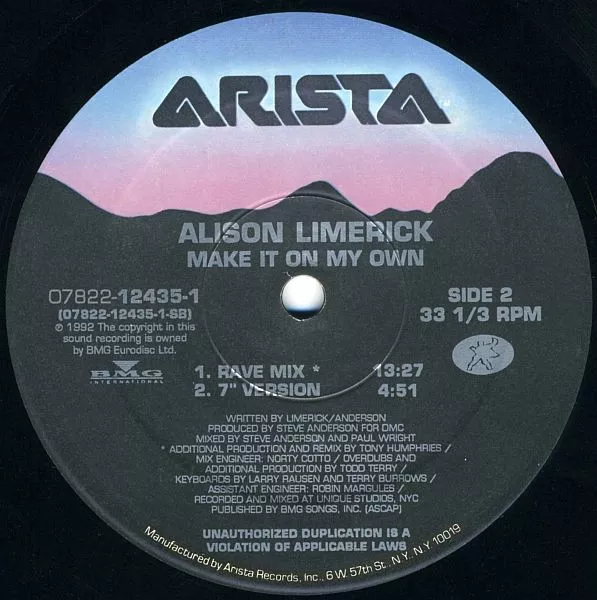 ARISTA
ALISON LIMERICK
MAKE IT ON MY OWN
07822-12435-1
(07822-12435-1-SB)
℗ 1992 The copyright in this
sound recording is owned
by BMG Eurodisc Ltd.
BMG
INTERNATIONAL
SIDE 2
33 1/3 RPM
1. RAVE MIX * 13:27
2. 7" VERSION 4:51
WRITTEN BY LIMERICK/ANDERSON
PRODUCED BY STEVE ANDERSON FOR DMC
MIXED BY STEVE ANDERSON AND PAUL WRIGHT
* ADDITIONAL PRODUCTION AND REMIX BY TONY HUMPHRIES /
MIX ENGINEER: NORTY COTTO / OVERDUBS AND
ADDITIONAL PRODUCTION BY TODD TERRY /
KEYBOARDS BY LARRY RAUSEN AND TERRY BURROWS /
ASSISTANT ENGINEER: ROBIN MARGULES /
RECORDED AND MIXED AT UNIQUE STUDIOS, NYC
PUBLISHED BY BMG SONGS, INC. (ASCAP)
UNAUTHORIZED DUPLICATION IS A
VIOLATION OF APPLICABLE LAWS
Manufactured by Arista Records, Inc., 6 W. 57th St., N.Y. N.Y 10019